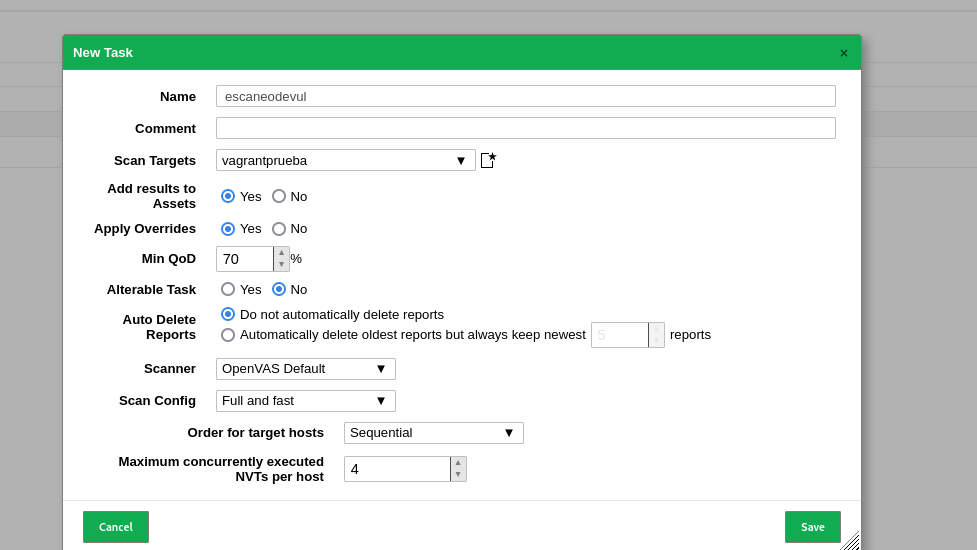 New Task ×
Name escaneodevul
Comment
Scan Targets vagrantprueba ▼
Add results to
Assets Yes No
Apply Overrides Yes No
Min QoD 70 %
Alterable Task Yes No
Auto Delete
Reports Do not automatically delete reports
Automatically delete oldest reports but always keep newest 5 reports
Scanner OpenVAS Default ▼
Scan Config Full and fast ▼
Order for target hosts Sequential ▼
Maximum concurrently executed
NVTs per host 4
Cancel Save